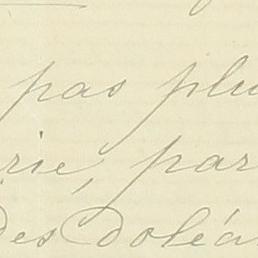 pas plu
rie, par
des doléa